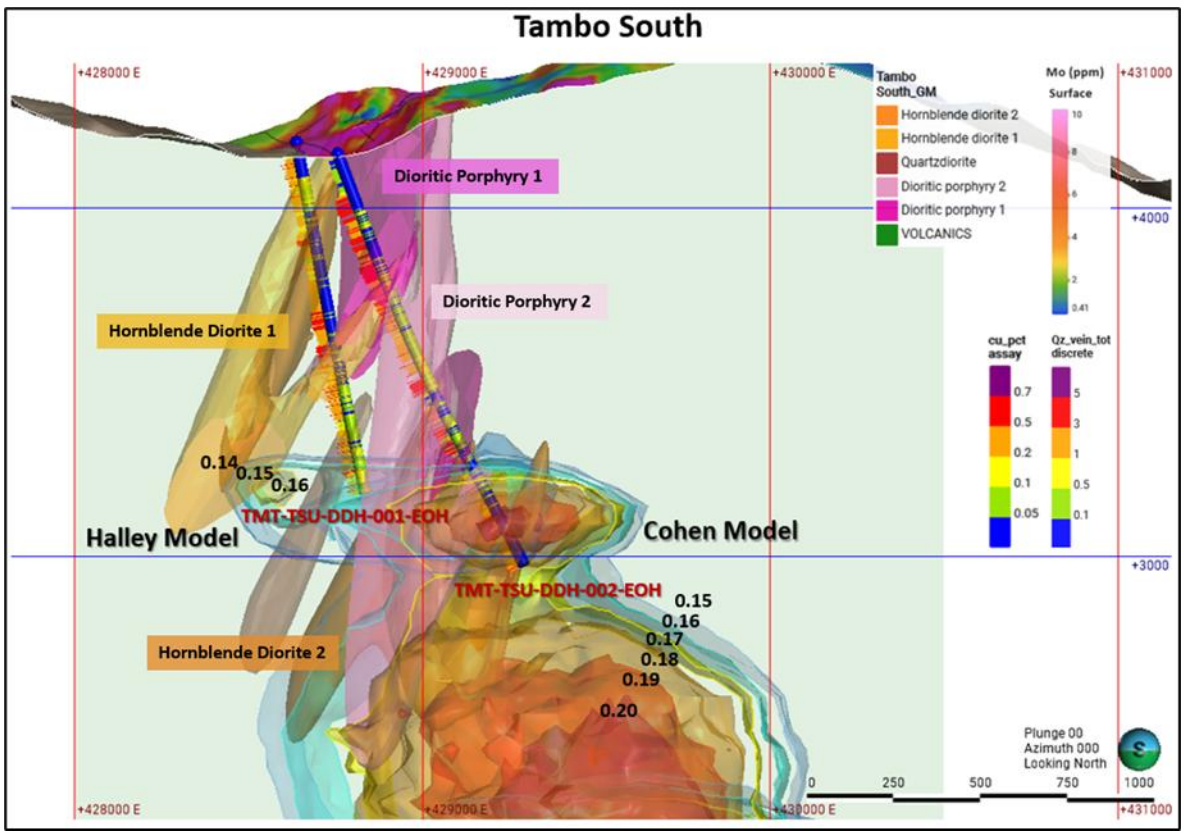 Tambo South
+428000 E
+429000 E
+430000 E
+431000
Tambo
South_GM
Hornblende diorite 2
Hornblende diorite 1
Quartzdiorite
Dioritic porphyry 2
Dioritic porphyry 1
VOLCANICS
Mo (ppm)
Surface
10
8
6
4
2
0.41
Dioritic Porphyry 1
+4000
Dioritic Porphyry 2
Hornblende Diorite 1
cu_pct
assay
0.7
0.5
0.2
0.1
0.05
Qz_vein_tot
discrete
5
3
1
0.5
0.1
0.14
0.15
0.16
TMT-TSU-DDH-001-EOH
Halley Model
Cohen Model
+3000
TMT-TSU-DDH-002-EOH
0.15
0.16
0.17
0.18
0.19
0.20
Hornblende Diorite 2
Plunge 00
Azimuth 000
Looking North
S
0 250 500 750 1000
+428000 E
+429000 E
+430000 E
+431000